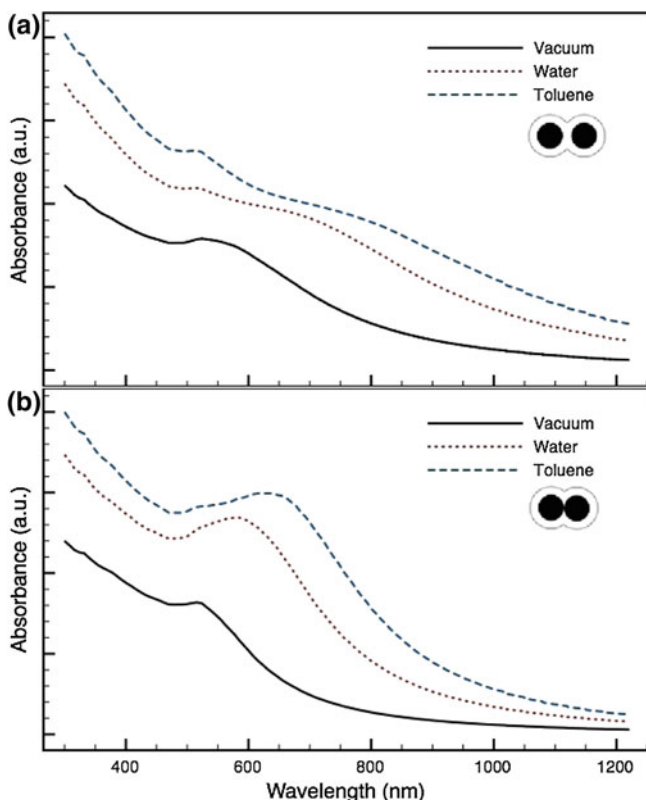 (a)
Vacuum
Water
Toluene
Absorbance (a.u.)
(b)
Vacuum
Water
Toluene
Absorbance (a.u.)
400 600 800 1000 1200
Wavelength (nm)